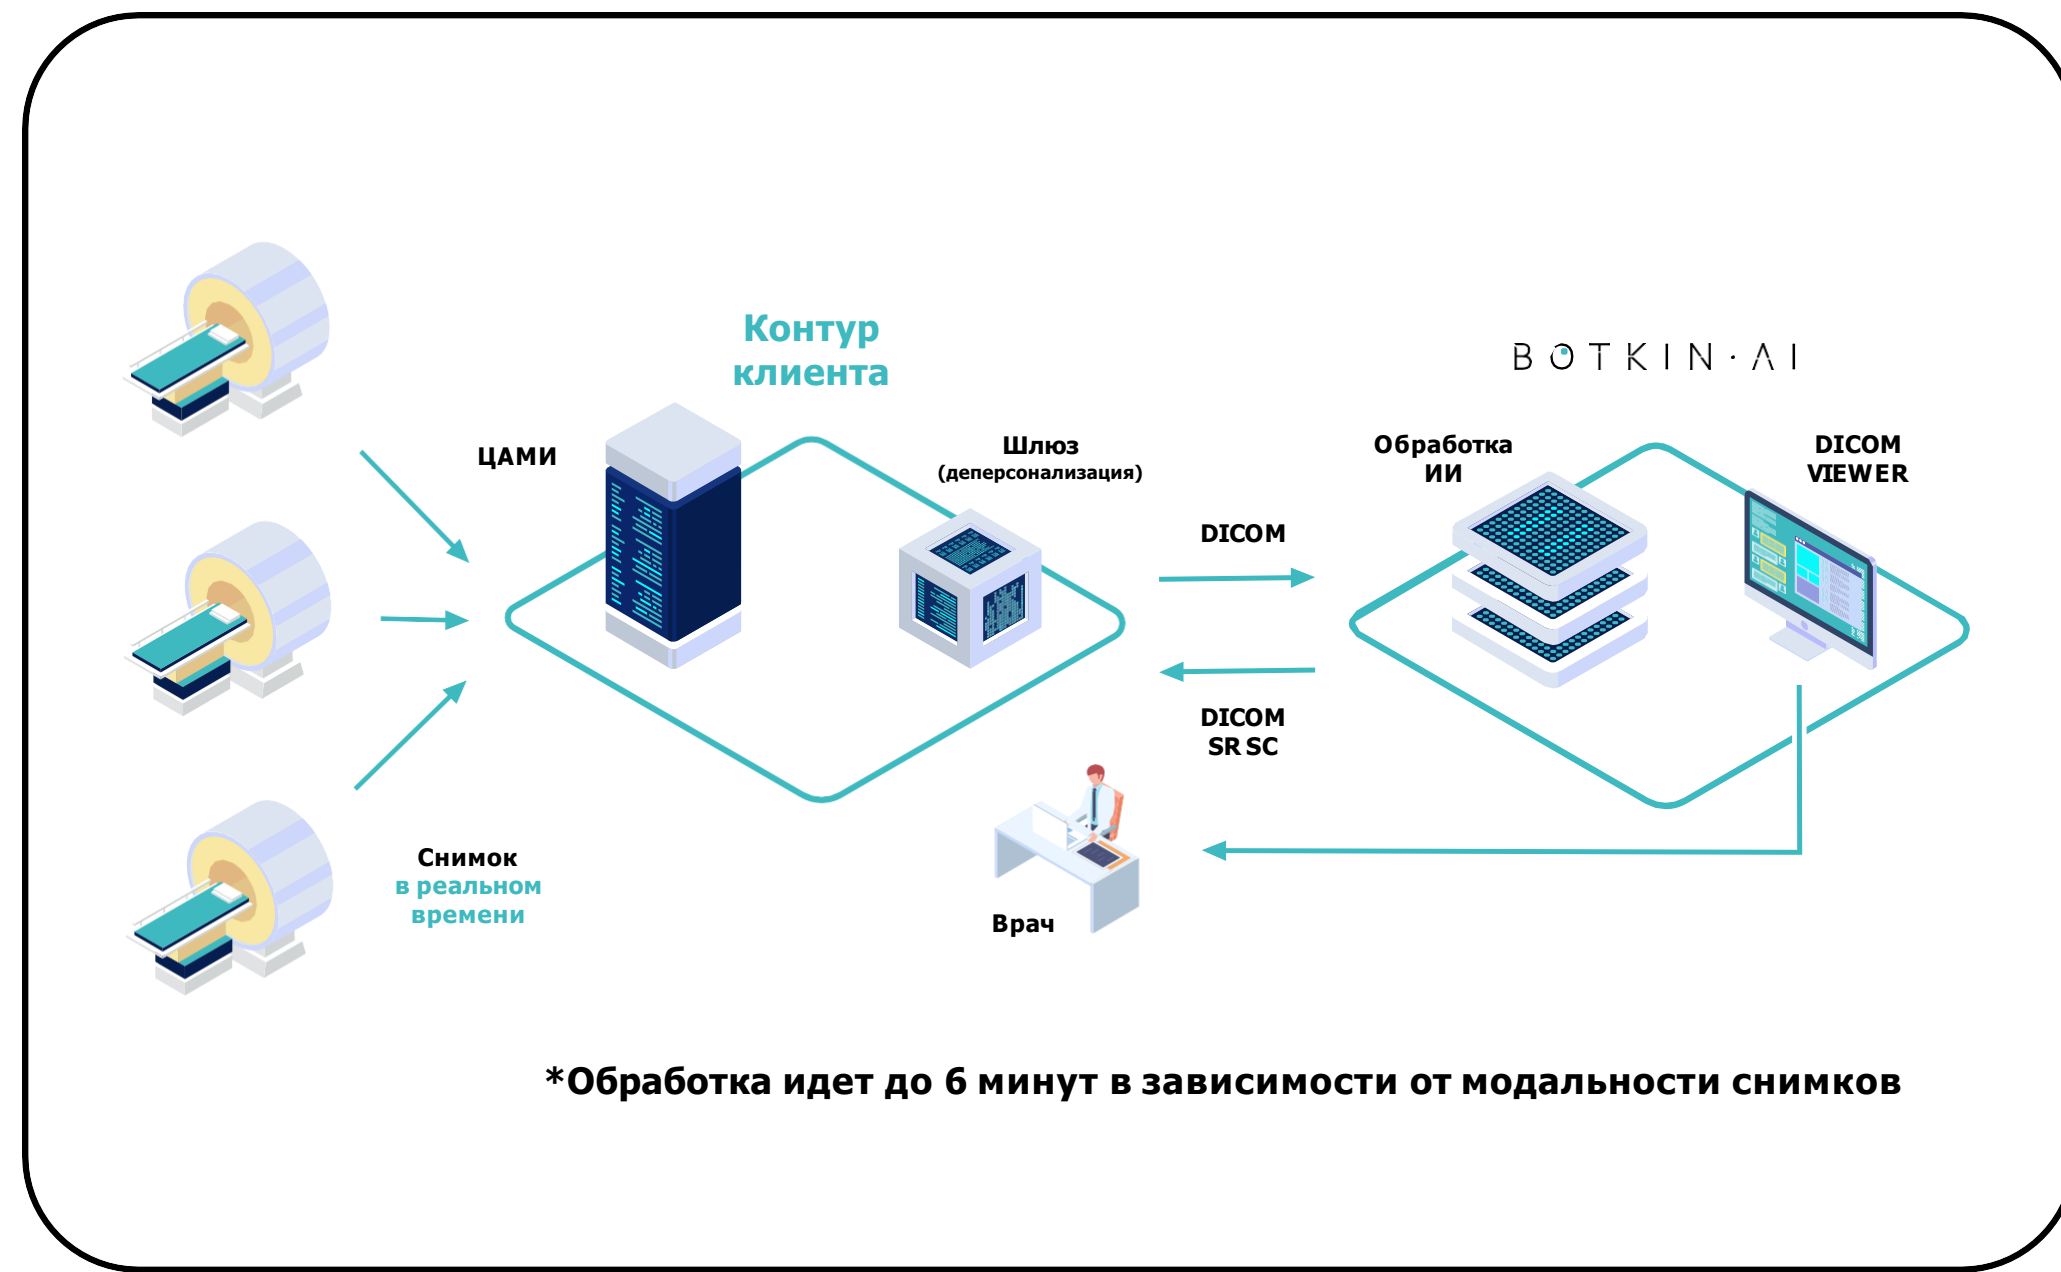 Контур
клиента
BOTKIN·AI
ЦАМИ
Шлюз
(деперсонализация)
Обработка
ИИ
DICOM
VIEWER
DICOM
DICOM
SR SC
Снимок
в реальном
времени
Врач
*Обработка идет до 6 минут в зависимости от модальности снимков